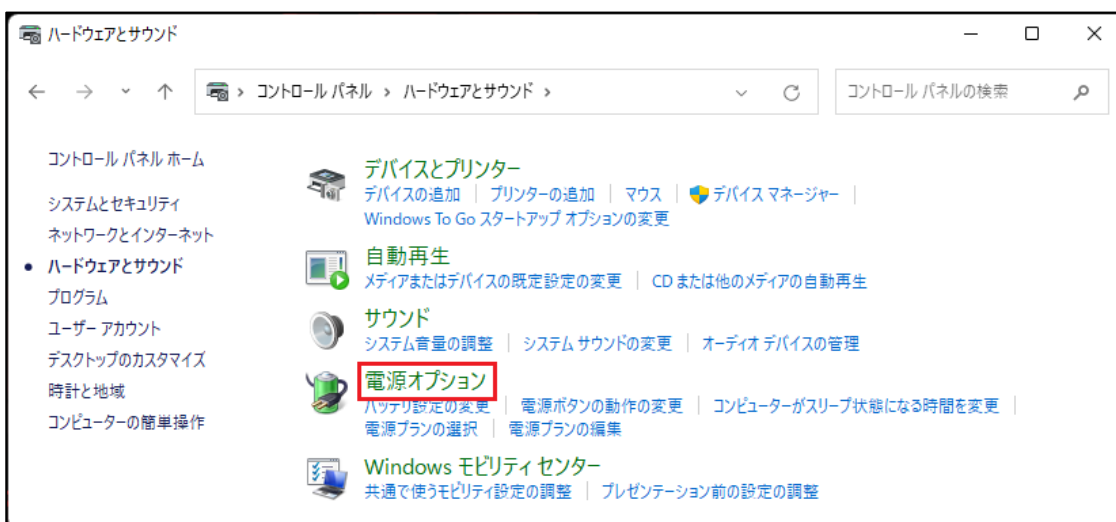 ハードウェアとサウンド
コントロール パネル › ハードウェアとサウンド ›
コントロール パネルの検索
コントロール パネル ホーム
システムとセキュリティ
ネットワークとインターネット
ハードウェアとサウンド
プログラム
ユーザー アカウント
デスクトップのカスタマイズ
時計と地域
コンピューターの簡単操作
デバイスとプリンター
デバイスの追加 | プリンターの追加 | マウス | デバイス マネージャー |
Windows To Go スタートアップ オプションの変更
自動再生
メディアまたはデバイスの既定設定の変更 | CD または他のメディアの自動再生
サウンド
システム音量の調整 | システム サウンドの変更 | オーディオ デバイスの管理
電源オプション
バッテリ設定の変更 | 電源ボタンの動作の変更 | コンピューターがスリープ状態になる時間を変更 |
電源プランの選択 | 電源プランの編集
Windows モビリティ センター
共通で使うモビリティ設定の調整 | プレゼンテーション前の設定の調整